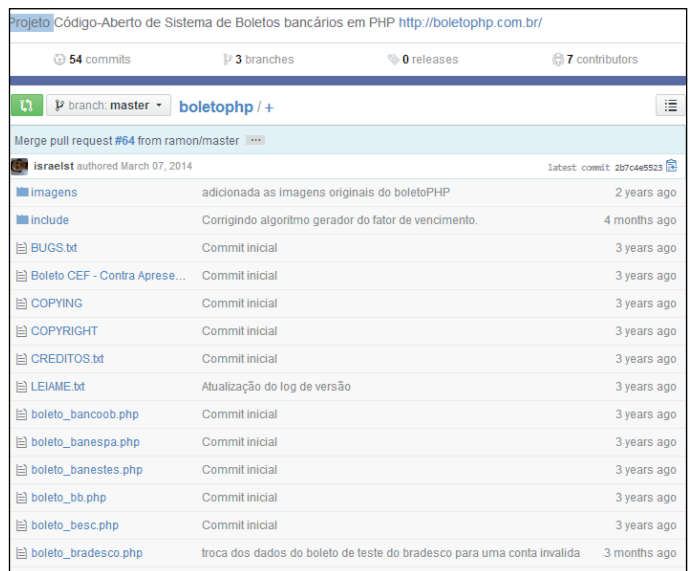 Projeto Código-Aberto de Sistema de Boletos bancários em PHP http://boletophp.com.br/
54 commits 3 branches 0 releases 7 contributors
branch: master boletophp / +
Merge pull request #64 from ramon/master ...
israelst authored March 07, 2014 latest commit 2b7c4e5523
imagens adicionada as imagens originais do boletoPHP 2 years ago
include Corrigindo algoritmo gerador do fator de vencimento. 4 months ago
BUGS.txt Commit inicial 3 years ago
Boleto CEF - Contra Aprese... Commit inicial 3 years ago
COPYING Commit inicial 3 years ago
COPYRIGHT Commit inicial 3 years ago
CREDITOS.txt Commit inicial 3 years ago
LEIAME.txt Atualização do log de versão 3 years ago
boleto_bancoob.php Commit inicial 3 years ago
boleto_banespa.php Commit inicial 3 years ago
boleto_banestes.php Commit inicial 3 years ago
boleto_bb.php Commit inicial 3 years ago
boleto_besc.php Commit inicial 3 years ago
boleto_bradesco.php troca dos dados do boleto de teste do bradesco para uma conta invalida 3 months ago